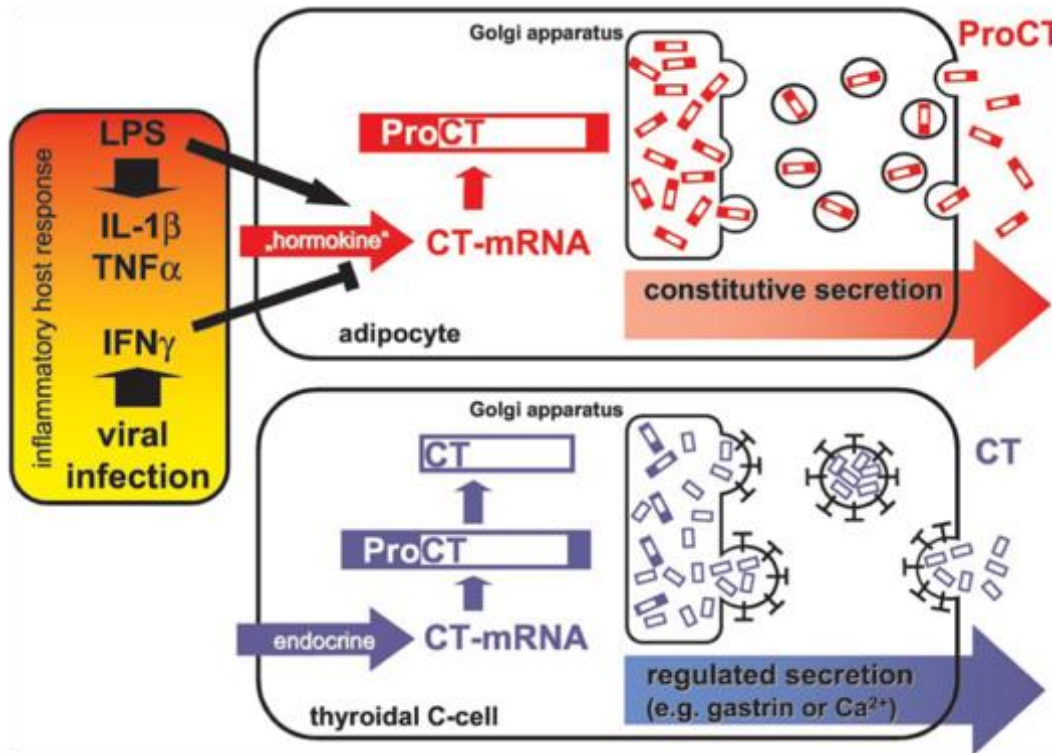 inflammatory host response
LPS
IL-1β
TNFα
IFNγ
viral
infection
Golgi apparatus
ProCT
ProCT
„hormokine“
CT-mRNA
constitutive secretion
adipocyte
Golgi apparatus
CT
CT
ProCT
endocrine
CT-mRNA
regulated secretion
(e.g. gastrin or Ca²⁺)
thyroidal C-cell